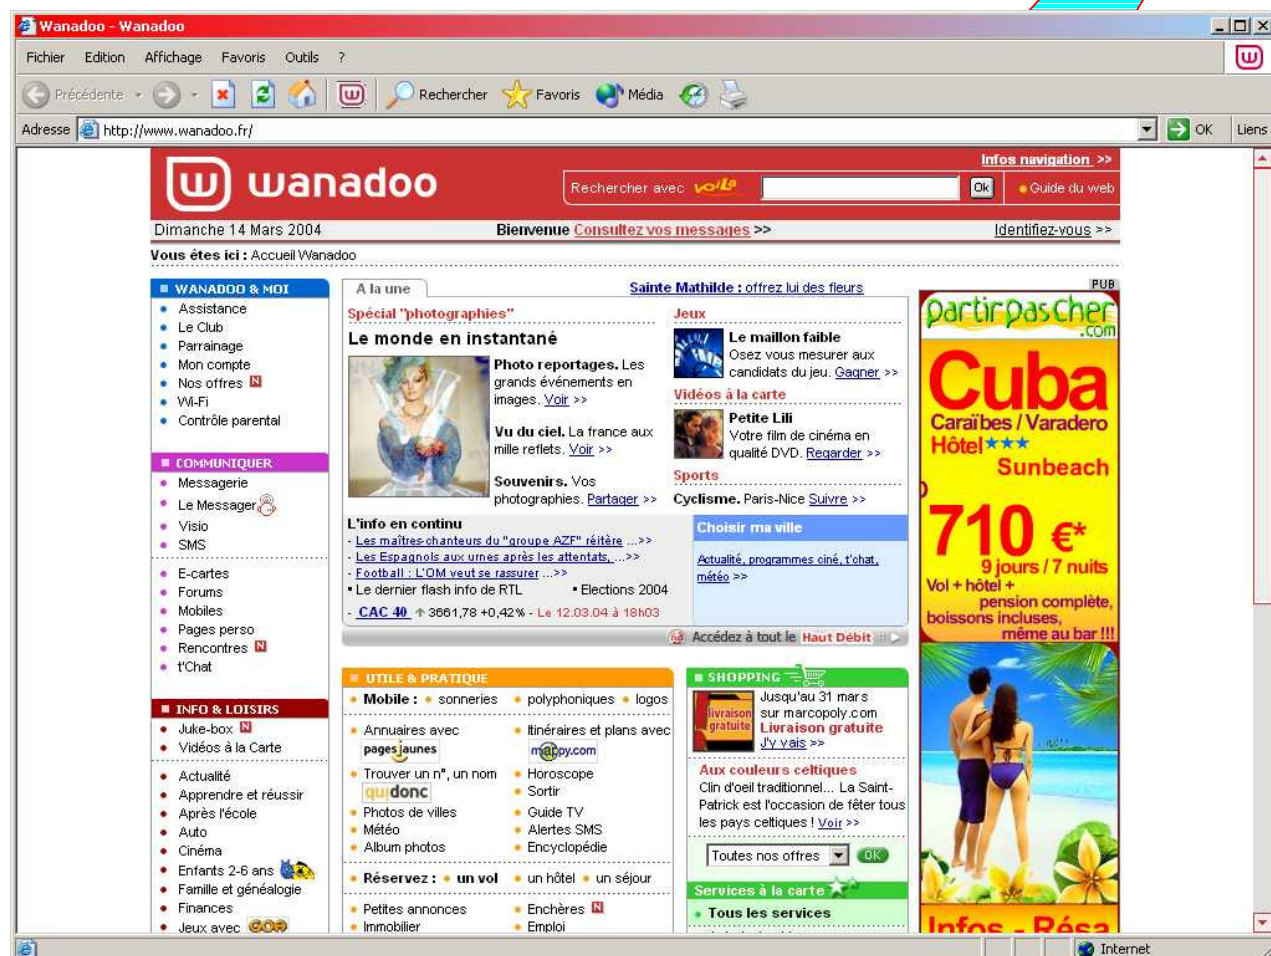 Wanadoo - Wanadoo
Fichier Edition Affichage Favoris Outils ?
Précédente Rechercher Favoris Média
Adresse http://www.wanadoo.fr/ OK Liens
Infos navigation >>
wanadoo
Rechercher avec voilà Ok Guide du web
Dimanche 14 Mars 2004 Bienvenue Consultez vos messages >> Identifiez-vous >>
Vous êtes ici : Accueil Wanadoo
WANADOO & MOI
Assistance
Le Club
Parrainage
Mon compte
Nos offres N
Wi-Fi
Contrôle parental
COMMUNIQUER
Messagerie
Le Messager
Visio
SMS
E-cartes
Forums
Mobiles
Pages perso
Rencontres N
t'Chat
INFO & LOISIRS
Juke-box N
Vidéos à la Carte
Actualité
Apprendre et réussir
Après l'école
Auto
Cinéma
Enfants 2-6 ans
Famille et généalogie
Finances
Jeux avec GOA
A la une
Sainte Mathilde : offrez lui des fleurs
Spécial "photographies"
Le monde en instantané
Photo reportages. Les
grands événements en
images. Voir >>
Vu du ciel. La france aux
mille reflets. Voir >>
Souvenirs. Vos
photographies. Partager >>
Jeux
Le maillon faible
Osez vous mesurer aux
candidats du jeu. Gagner >>
Vidéos à la carte
Petite Lili
Votre film de cinéma en
qualité DVD. Regarder >>
Sports
Cyclisme. Paris-Nice Suivre >>
L'info en continu
- Les maîtres-chanteurs du "groupe AZF" réitère ...>>
- Les Espagnols aux urnes après les attentats, ...>>
- Football : L'OM veut se rassurer ...>>
Le dernier flash info de RTL Elections 2004
- CAC 40 3661,78 +0,42% - Le 12.03.04 à 18h03
Choisir ma ville
Actualité, programmes ciné, t'chat,
météo >>
Accédez à tout le Haut Débit
UTILE & PRATIQUE
Mobile : sonneries polyphoniques logos
Annuaires avec
pagesjaunes
Itinéraires et plans avec
mappy.com
Trouver un n°, un nom
quidonc
Horoscope
Sortir
Photos de villes
Guide TV
Météo
Alertes SMS
Album photos
Encyclopédie
Réservez : un vol un hôtel un séjour
Petites annonces
Enchères N
Immobilier
Emploi
SHOPPING
livraison
gratuite
Jusqu'au 31 mars
sur marcopoly.com
Livraison gratuite
J'y vais >>
Aux couleurs celtiques
Clin d'oeil traditionnel... La Saint-
Patrick est l'occasion de fêter tous
les pays celtiques ! Voir >>
Toutes nos offres OK
Services à la carte
Tous les services
PUB
partirpascher
.com
Cuba
Caraïbes / Varadero
Hôtel★★★
Sunbeach
710 €*
9 jours / 7 nuits
Vol + hôtel +
pension complète,
boissons incluses,
même au bar !!!
Infos - Résa
Internet